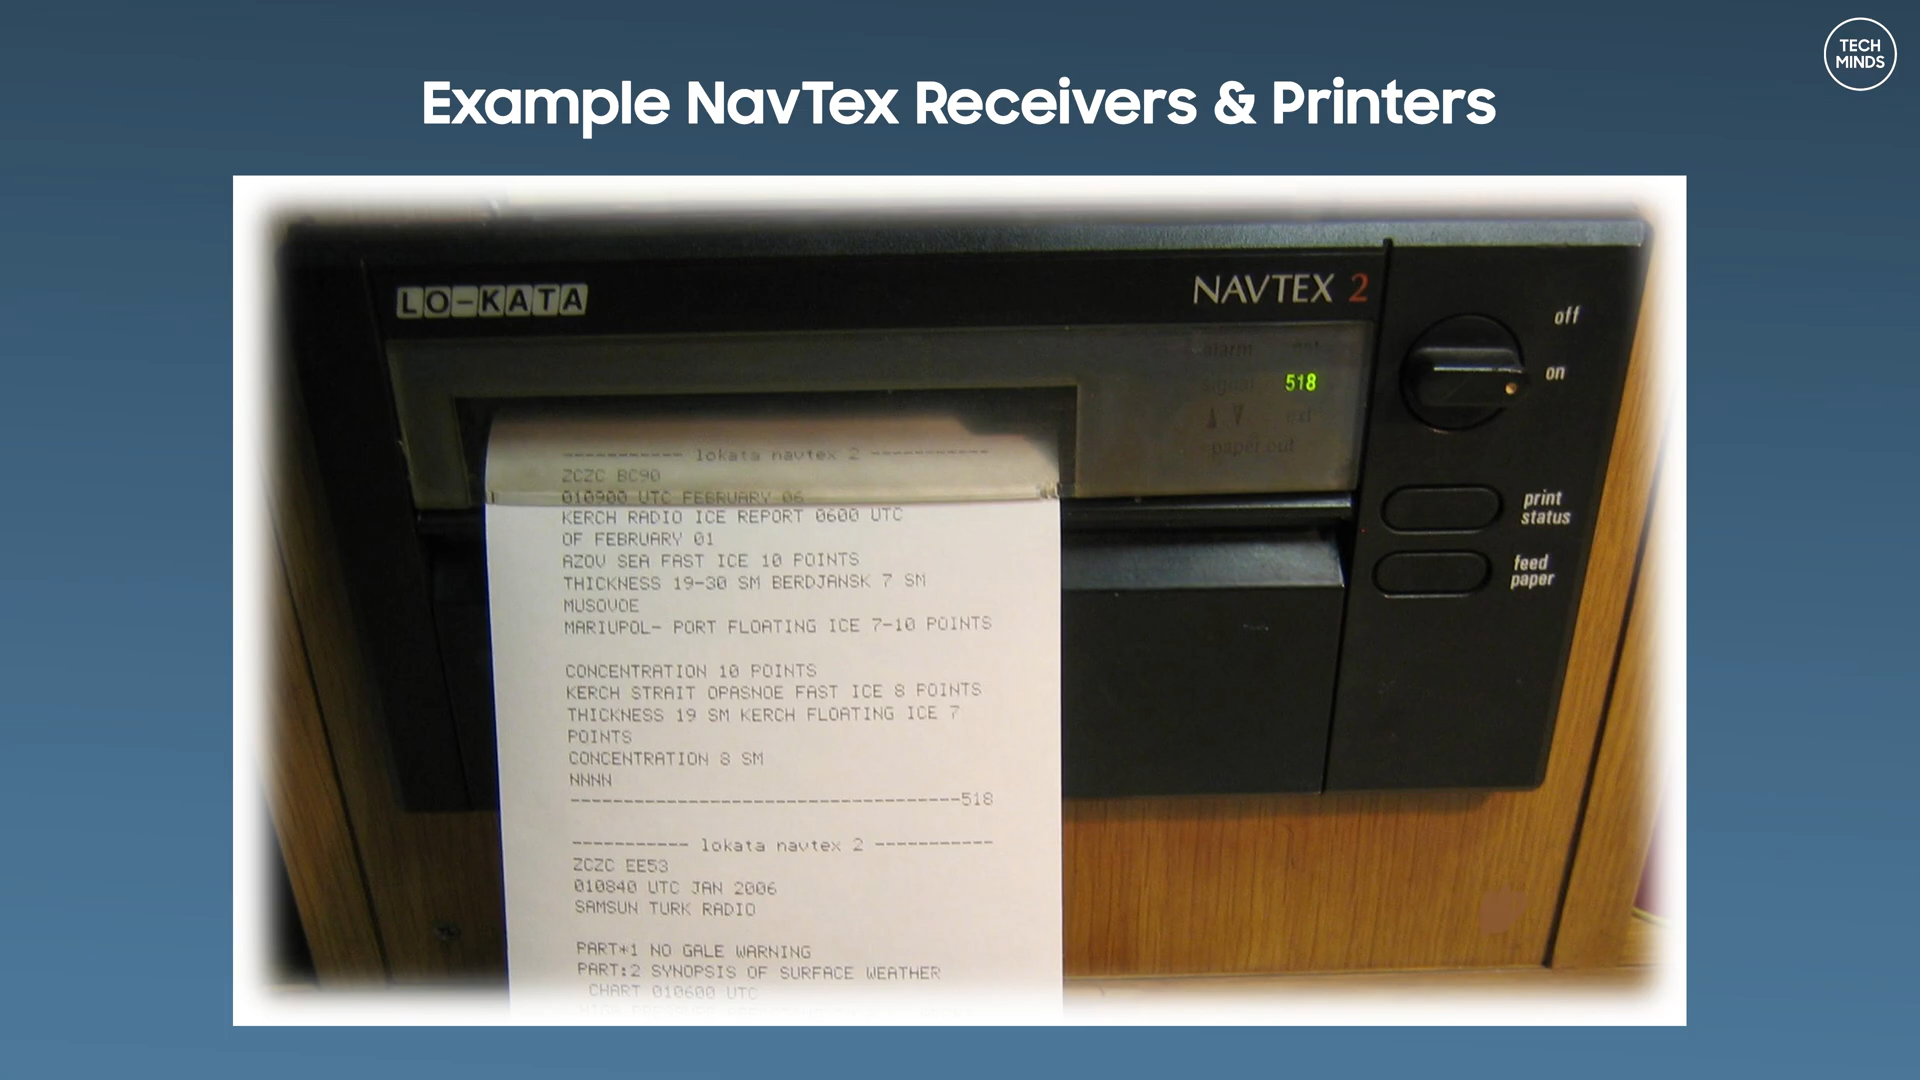 TECH
MINDS
Example NavTex Receivers & Printers
LO-KATA
NAVTEX 2
off
on
alarm
signal
518
paper out
print
status
feed
paper
----------- lokata navtex 2 -----------
ZCZC BC90
010900 UTC FEBRUARY 06
KERCH RADIO ICE REPORT 0600 UTC
OF FEBRUARY 01
AZOV SEA FAST ICE 10 POINTS
THICKNESS 19-30 SM BERDJANSK 7 SM
MUSOVOE
MARIUPOL- PORT FLOATING ICE 7-10 POINTS
CONCENTRATION 10 POINTS
KERCH STRAIT OPASNOE FAST ICE 8 POINTS
THICKNESS 19 SM KERCH FLOATING ICE 7
POINTS
CONCENTRATION 8 SM
NNNN
------------------------------------518
----------- lokata navtex 2 -----------
ZCZC EE53
010840 UTC JAN 2006
SAMSUN TURK RADIO
PART*1 NO GALE WARNING
PART:2 SYNOPSIS OF SURFACE WEATHER
CHART 010600 UTC